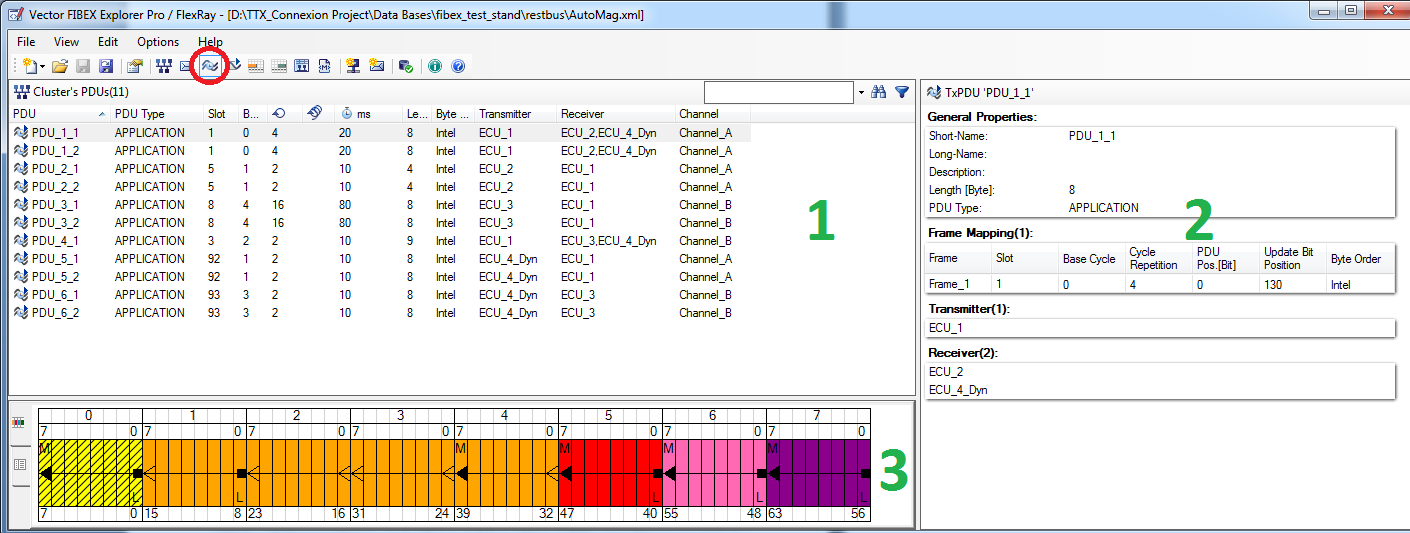 Vector FIBEX Explorer Pro / FlexRay - [D:\TTX_Connexion Project\Data Bases\fibex_test_stand\restbus\AutoMag.xml]
File View Edit Options Help
Cluster's PDUs(11)
PDU PDU Type Slot B... ms Le... Byte ... Transmitter Receiver Channel
PDU_1_1 APPLICATION 1 0 4 20 8 Intel ECU_1 ECU_2,ECU_4_Dyn Channel_A
PDU_1_2 APPLICATION 1 0 4 20 8 Intel ECU_1 ECU_2,ECU_4_Dyn Channel_A
PDU_2_1 APPLICATION 5 1 2 10 4 Intel ECU_2 ECU_1 Channel_A
PDU_2_2 APPLICATION 5 1 2 10 4 Intel ECU_2 ECU_1 Channel_A
PDU_3_1 APPLICATION 8 4 16 80 8 Intel ECU_3 ECU_1 Channel_B
PDU_3_2 APPLICATION 8 4 16 80 8 Intel ECU_3 ECU_1 Channel_B
PDU_4_1 APPLICATION 3 2 2 10 9 Intel ECU_1 ECU_3,ECU_4_Dyn Channel_B
PDU_5_1 APPLICATION 92 1 2 10 8 Intel ECU_4_Dyn ECU_1 Channel_A
PDU_5_2 APPLICATION 92 1 2 10 8 Intel ECU_4_Dyn ECU_1 Channel_A
PDU_6_1 APPLICATION 93 3 2 10 8 Intel ECU_4_Dyn ECU_3 Channel_B
PDU_6_2 APPLICATION 93 3 2 10 8 Intel ECU_4_Dyn ECU_3 Channel_B
1
TxPDU 'PDU_1_1'
General Properties:
Short-Name: PDU_1_1
Long-Name:
Description:
Length [Byte]: 8
PDU Type: APPLICATION
2
Frame Mapping(1):
Frame Slot Base Cycle Cycle Repetition PDU Pos.[Bit] Update Bit Position Byte Order
Frame_1 1 0 4 0 130 Intel
Transmitter(1):
ECU_1
Receiver(2):
ECU_2
ECU_4_Dyn
0 1 2 3 4 5 6 7
7 0 7 0 7 0 7 0 7 0 7 0 7 0 7 0
M M M M M
L L L L L
7 0 15 8 23 16 31 24 39 32 47 40 55 48 63 56
3